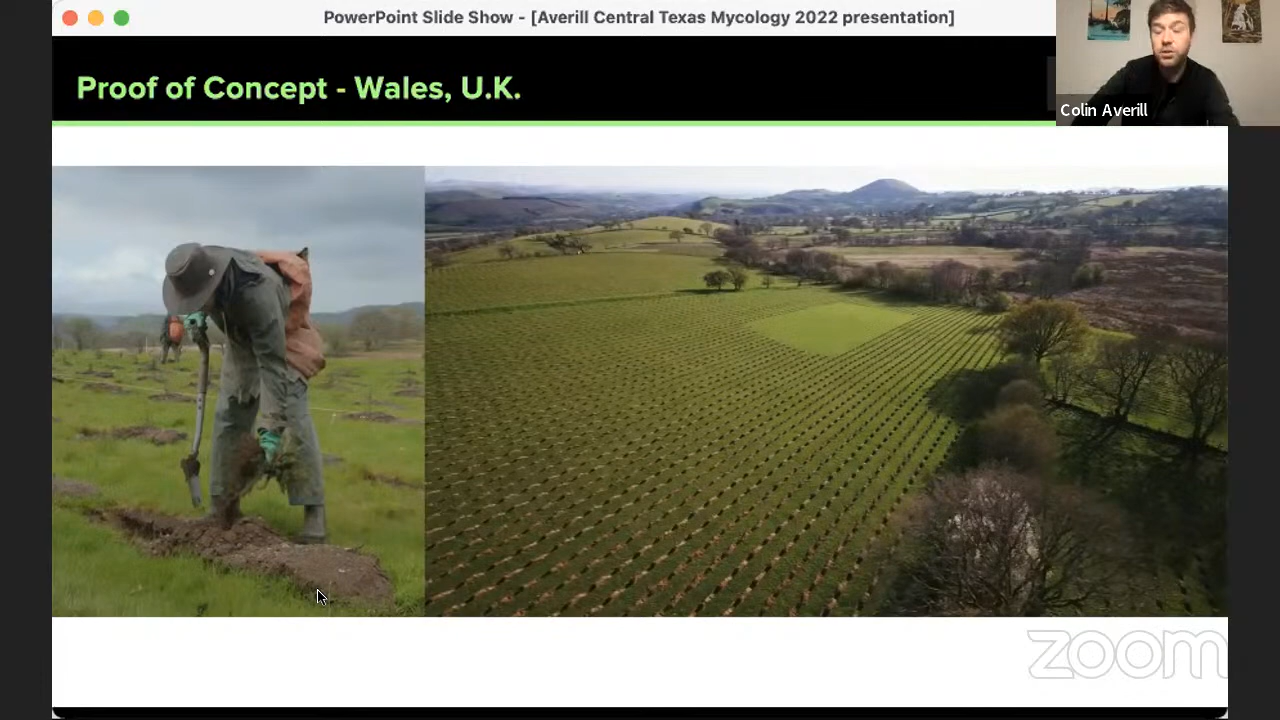 PowerPoint Slide Show - [Averill Central Texas Mycology 2022 presentation]
Proof of Concept - Wales, U.K.
Colin Averill
zoom